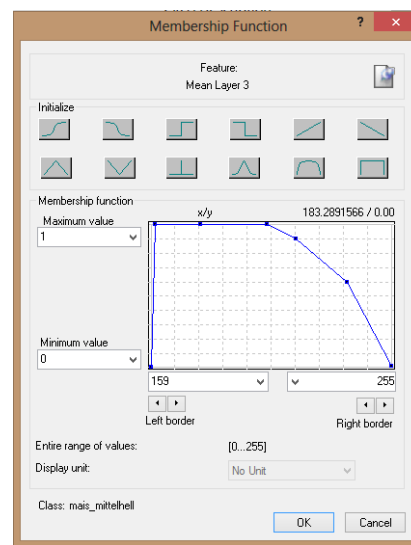 Membership Function
?
x
Feature:
Mean Layer 3
Initialize
Membership function
Maximum value
x/y
183.2891566 / 0.00
1
Minimum value
0
159
255
Left border
Right border
Entire range of values:
[0...255]
Display unit:
No Unit
Class: mais_mittelhell
OK
Cancel